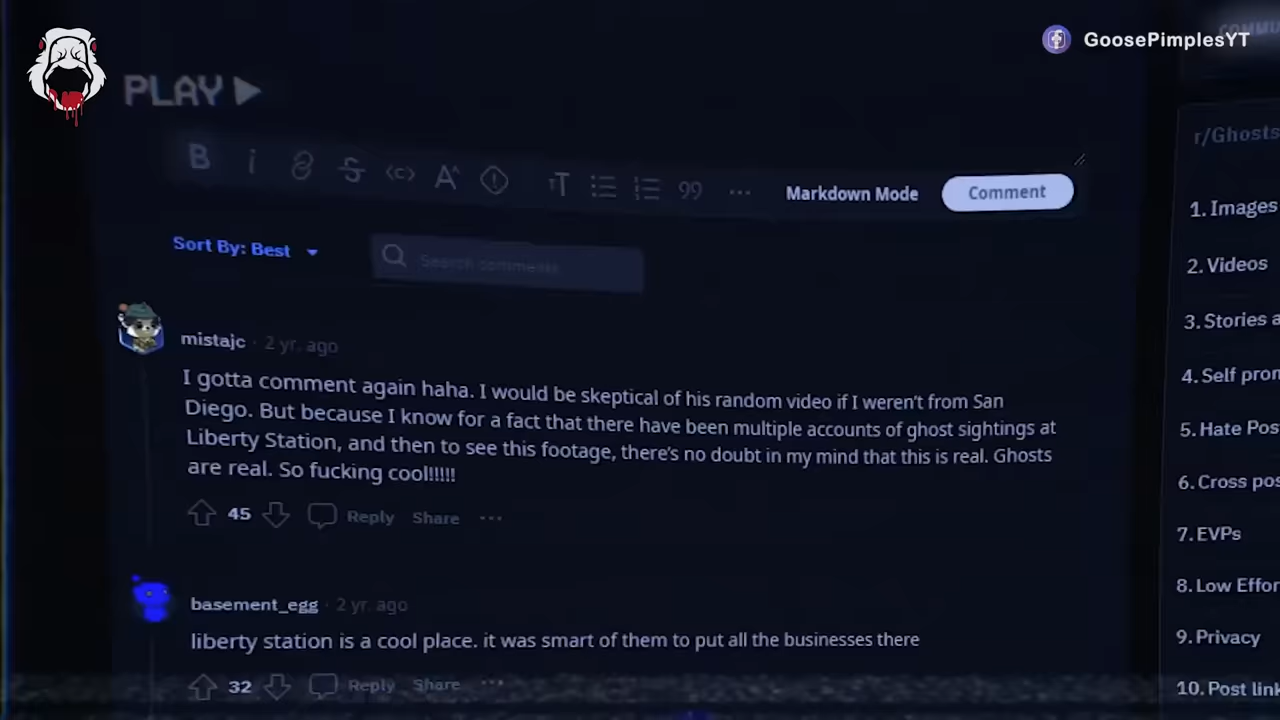 GoosePimplesYT
PLAY
r/Ghosts
B i S <c> A T 99 ... Markdown Mode Comment
Sort By: Best
Search comments
mistajc · 2 yr. ago
I gotta comment again haha. I would be skeptical of his random video if I weren't from San
Diego. But because I know for a fact that there have been multiple accounts of ghost sightings at
Liberty Station, and then to see this footage, there's no doubt in my mind that this is real. Ghosts
are real. So fucking cool!!!!!
45 Reply Share ...
basement_egg · 2 yr. ago
liberty station is a cool place. it was smart of them to put all the businesses there
32 Reply Share ...
1. Images
2. Videos
3. Stories
4. Self
5. Hate
6. Cross
7. EVPs
8. Low
9. Privacy
10. Post